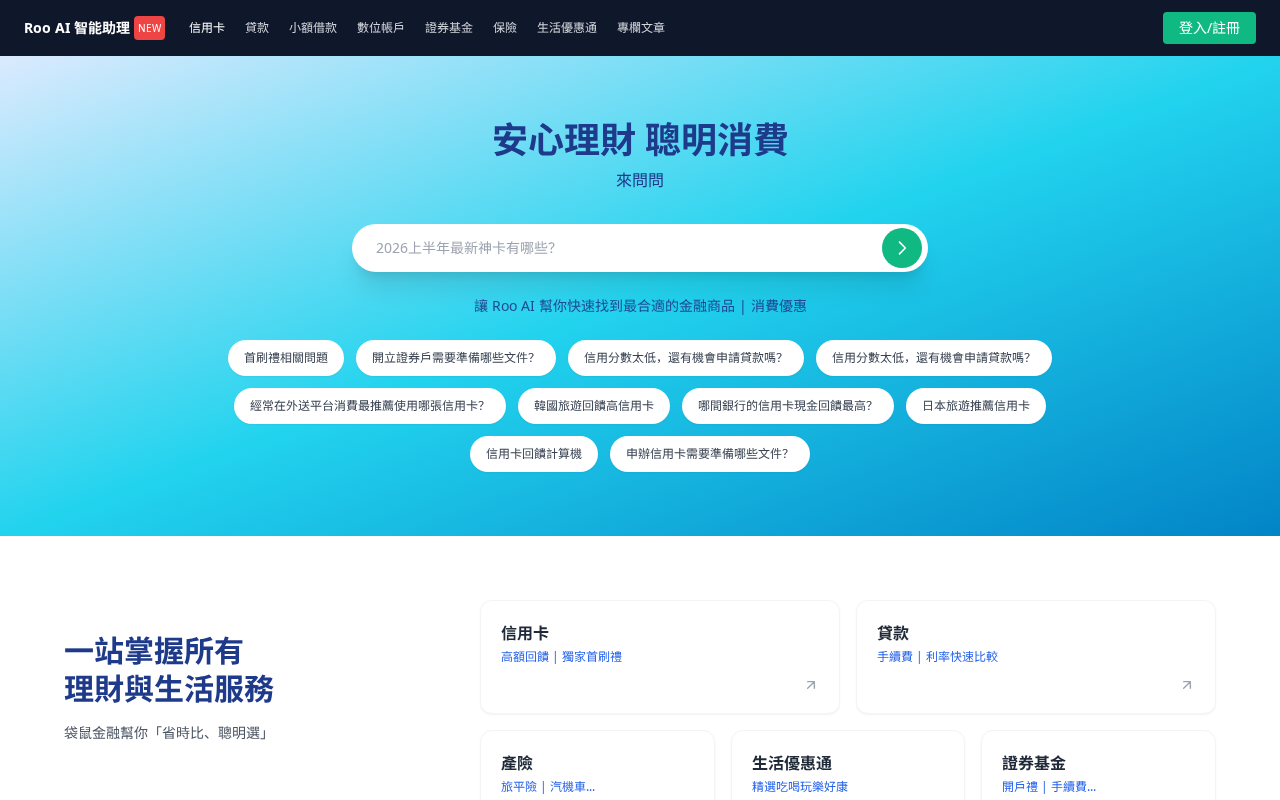 Roo AI 智能助理 NEW 信用卡 貸款 小額借款 數位帳戶 證券基金 保險 生活優惠通 專欄文章 登入/註冊
安心理財 聰明消費
來問問
2026上半年最新神卡有哪些?
讓 Roo AI 幫你快速找到最合適的金融商品 | 消費優惠
首刷禮相關問題 開立證券戶需要準備哪些文件? 信用分數太低，還有機會申請貸款嗎? 信用分數太低，還有機會申請貸款嗎?
經常在外送平台消費最推薦使用哪張信用卡? 韓國旅遊回饋高信用卡 哪間銀行的信用卡現金回饋最高? 日本旅遊推薦信用卡
信用卡回饋計算機 申辦信用卡需要準備哪些文件?
一站掌握所有
理財與生活服務
袋鼠金融幫你「省時比、聰明選」
信用卡
高額回饋 | 獨家首刷禮
貸款
手續費 | 利率快速比較
產險
旅平險 | 汽機車...
生活優惠通
精選吃喝玩樂好康
證券基金
開戶禮 | 手續費...